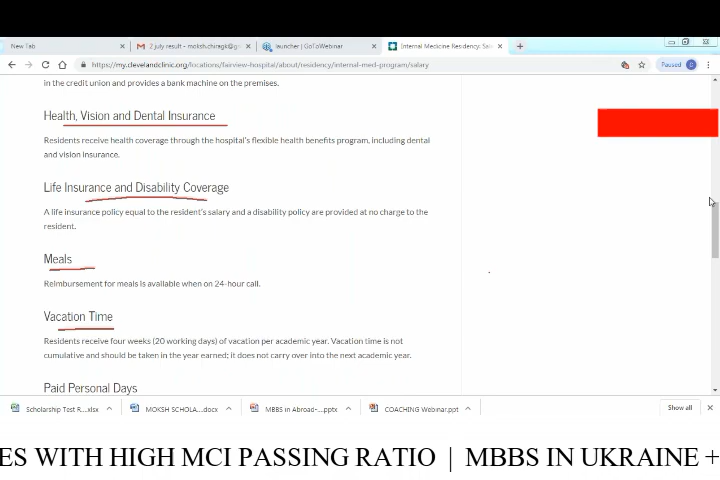 New Tab
2 july result - moksh.chiragk@g
launcher | GoToWebinar
Internal Medicine Residency: Sal
https://my.clevelandclinic.org/locations/fairview-hospital/about/residency/internal-med-program/salary
Paused
in the credit union and provides a bank machine on the premises.
Health, Vision and Dental Insurance
Residents receive health coverage through the hospital's flexible health benefits program, including dental
and vision insurance.
Life Insurance and Disability Coverage
A life insurance policy equal to the resident's salary and a disability policy are provided at no charge to the
resident.
Meals
Reimbursement for meals is available when on 24-hour call.
Vacation Time
Residents receive four weeks (20 working days) of vacation per academic year. Vacation time is not
cumulative and should be taken in the year earned; it does not carry over into the next academic year.
Paid Personal Days
Scholarship Test R....xlsx
MOKSH SCHOLA....docx
MBBS in Abroad-....pptx
COACHING Webinar.ppt
Show all
ES WITH HIGH MCI PASSING RATIO | MBBS IN UKRAINE +